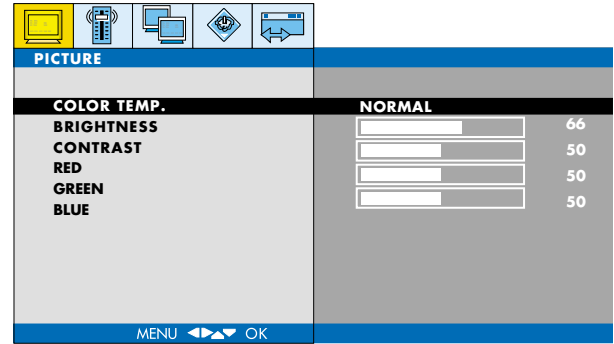 PICTURE
COLOR TEMP. NORMAL
BRIGHTNESS 66
CONTRAST 50
RED 50
GREEN 50
BLUE
MENU OK